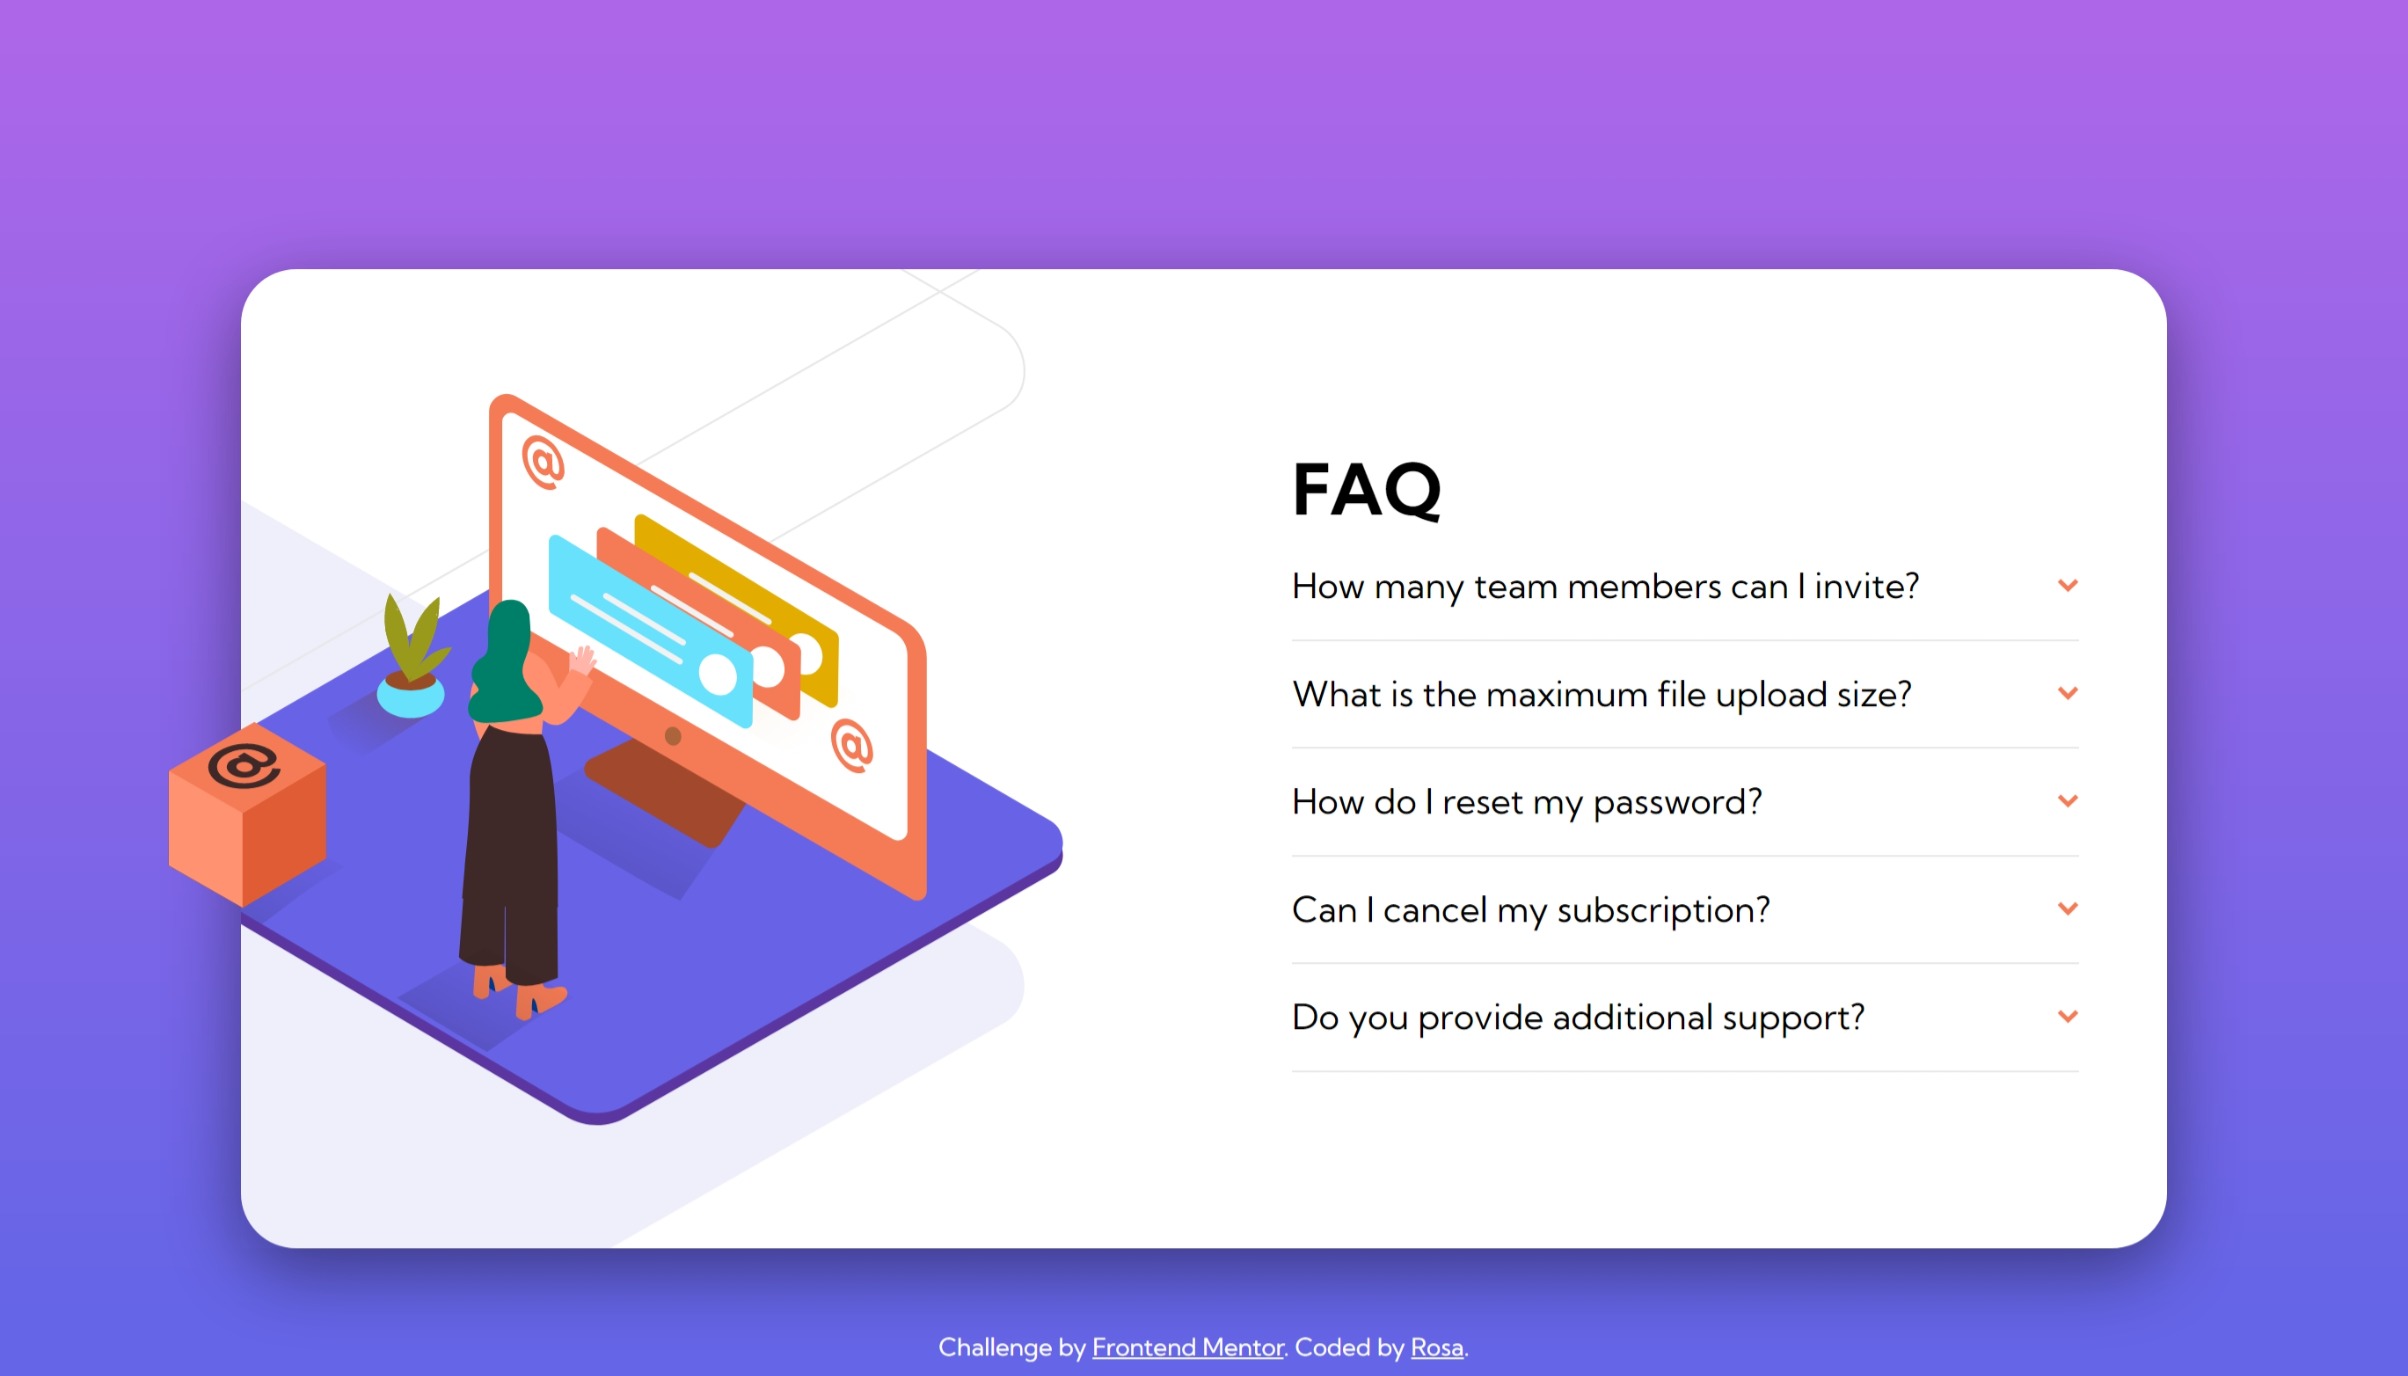 @
@
@
FAQ
How many team members can I invite?
What is the maximum file upload size?
How do I reset my password?
Can I cancel my subscription?
Do you provide additional support?
Challenge by Frontend Mentor. Coded by Rosa.